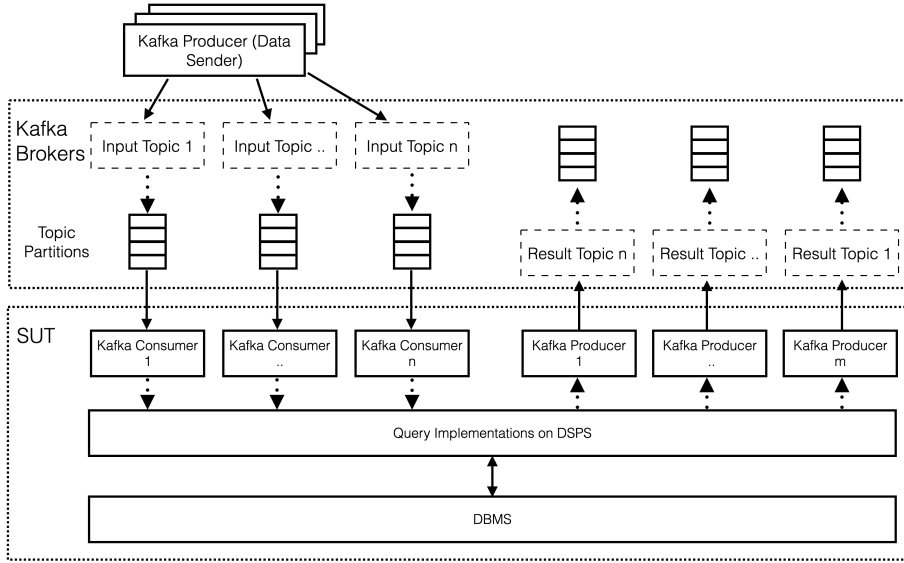 Kafka Producer (Data
Sender)
Kafka
Brokers
Input Topic 1
Input Topic ..
Input Topic n
Topic
Partitions
Result Topic n
Result Topic ..
Result Topic 1
SUT
Kafka Consumer
1
Kafka Consumer
..
Kafka Consumer
n
Kafka Producer
1
Kafka Producer
..
Kafka Producer
m
Query Implementations on DSPS
DBMS